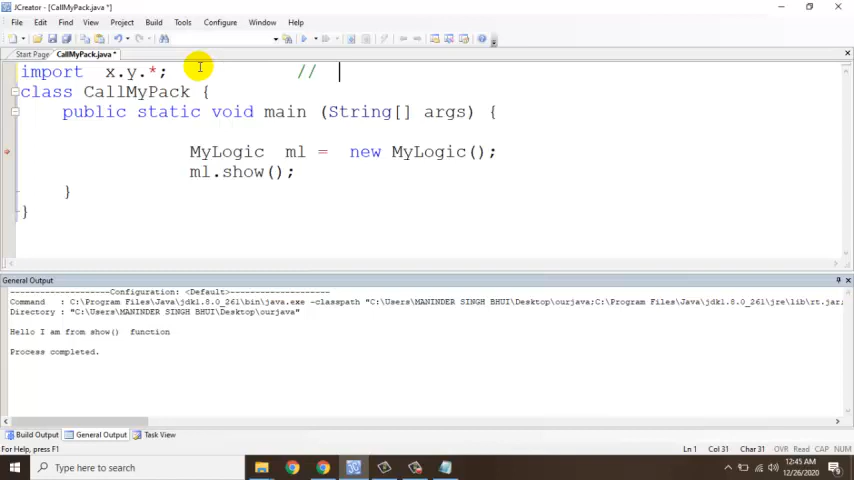 JCreator - [CallMyPack.java *]
File Edit View Project Build Tools Configure Window Help
Start Page CallMyPack.java *
import x.y.*; //
class CallMyPack {
public static void main (String[] args) {
MyLogic ml = new MyLogic();
ml.show();
}
}
General Output
--------------------Configuration: <Default>--------------------
Command : C:\Program Files\Java\jdk1.8.0_261\bin\java.exe -classpath "C:\Users\MANINDER SINGH BHUI\Desktop\ourjava;C:\Program Files\Java\jdk1.8.0_261\jre\lib\rt.jar;
Directory : "C:\Users\MANINDER SINGH BHUI\Desktop\ourjava"
Hello I am from show() function
Process completed.
Build Output General Output Task View
For Help, press F1 Ln 1 Col 31 Char 31 OVR Read CAP NUM
Type here to search 12:45 AM
12/26/2020